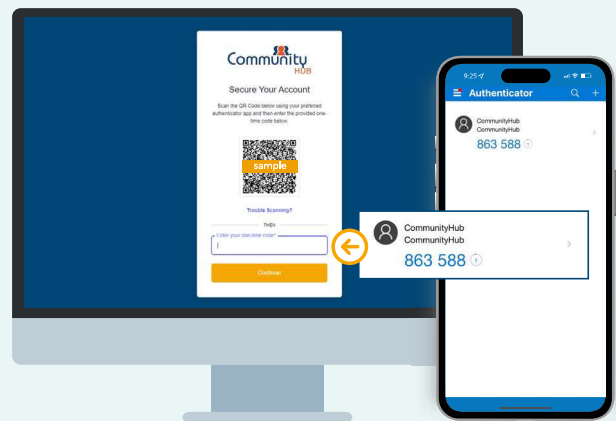 Community
HUB
Secure Your Account
Scan the QR Code below using your preferred
authenticator app and then enter the provided one-
time code below.
sample
Trouble Scanning?
THEN
Enter your one-time code*
Continue
9:25
Authenticator
CommunityHub
CommunityHub
863 588
CommunityHub
CommunityHub
863 588